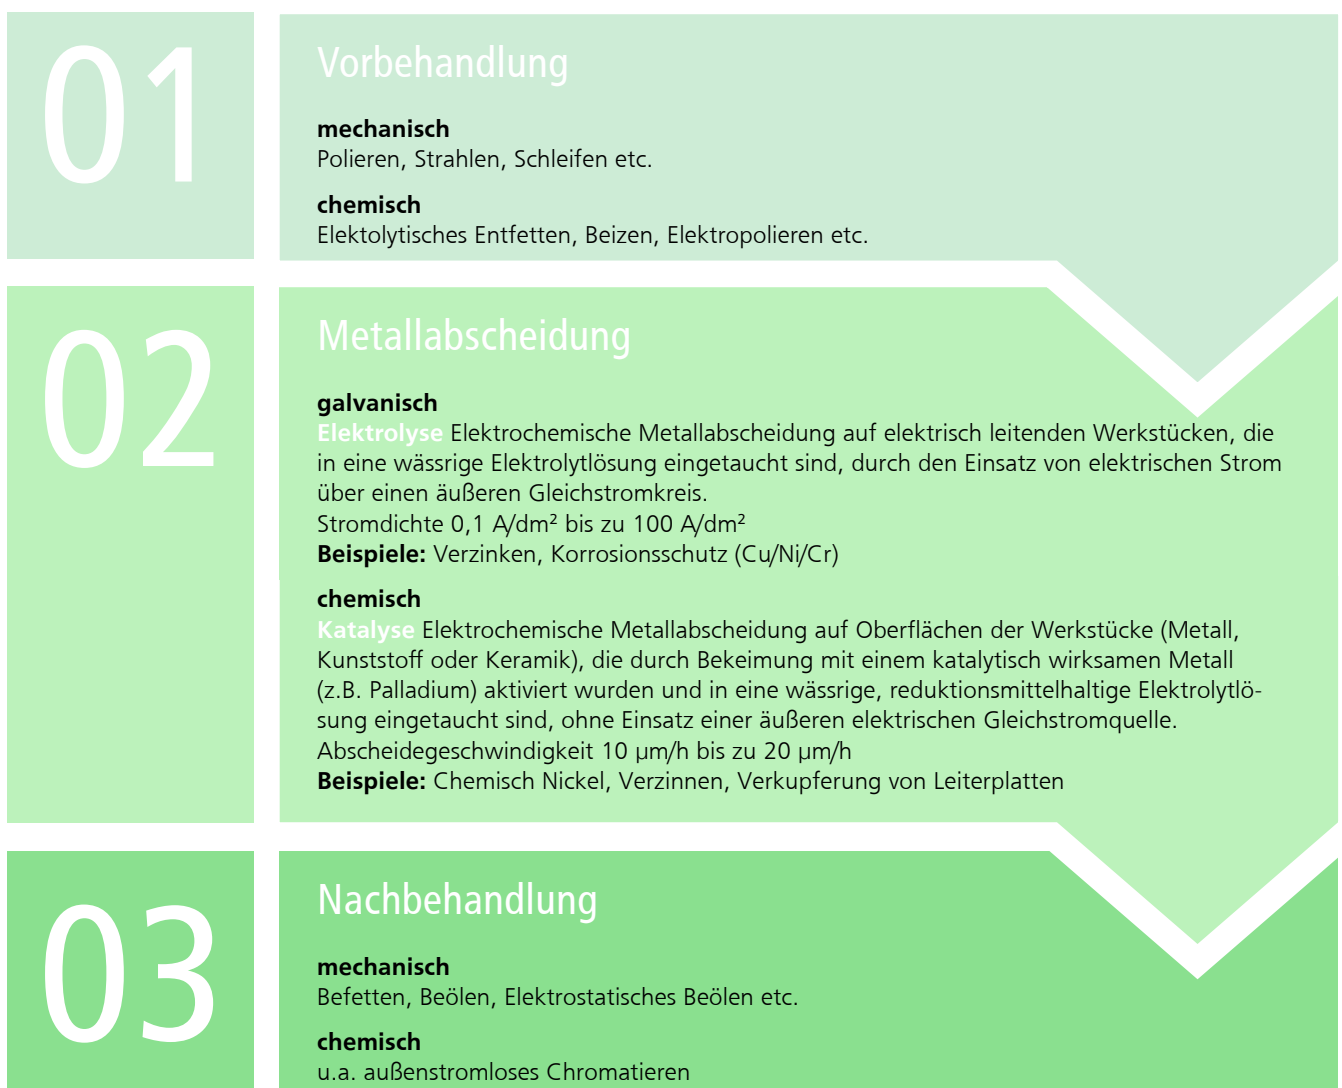 01
Vorbehandlung
mechanisch
Polieren, Strahlen, Schleifen etc.
chemisch
Elektolytisches Entfetten, Beizen, Elektropolieren etc.
02
Metallabscheidung
galvanisch
Elektrolyse Elektrochemische Metallabscheidung auf elektrisch leitenden Werkstücken, die
in eine wässrige Elektrolytlösung eingetaucht sind, durch den Einsatz von elektrischen Strom
über einen äußeren Gleichstromkreis.
Stromdichte 0,1 A/dm² bis zu 100 A/dm²
Beispiele: Verzinken, Korrosionsschutz (Cu/Ni/Cr)
chemisch
Katalyse Elektrochemische Metallabscheidung auf Oberflächen der Werkstücke (Metall,
Kunststoff oder Keramik), die durch Bekeimung mit einem katalytisch wirksamen Metall
(z.B. Palladium) aktiviert wurden und in eine wässrige, reduktionsmittelhaltige Elektrolytlö-
sung eingetaucht sind, ohne Einsatz einer äußeren elektrischen Gleichstromquelle.
Abscheidegeschwindigkeit 10 µm/h bis zu 20 µm/h
Beispiele: Chemisch Nickel, Verzinnen, Verkupferung von Leiterplatten
03
Nachbehandlung
mechanisch
Befetten, Beölen, Elektrostatisches Beölen etc.
chemisch
u.a. außenstromloses Chromatieren